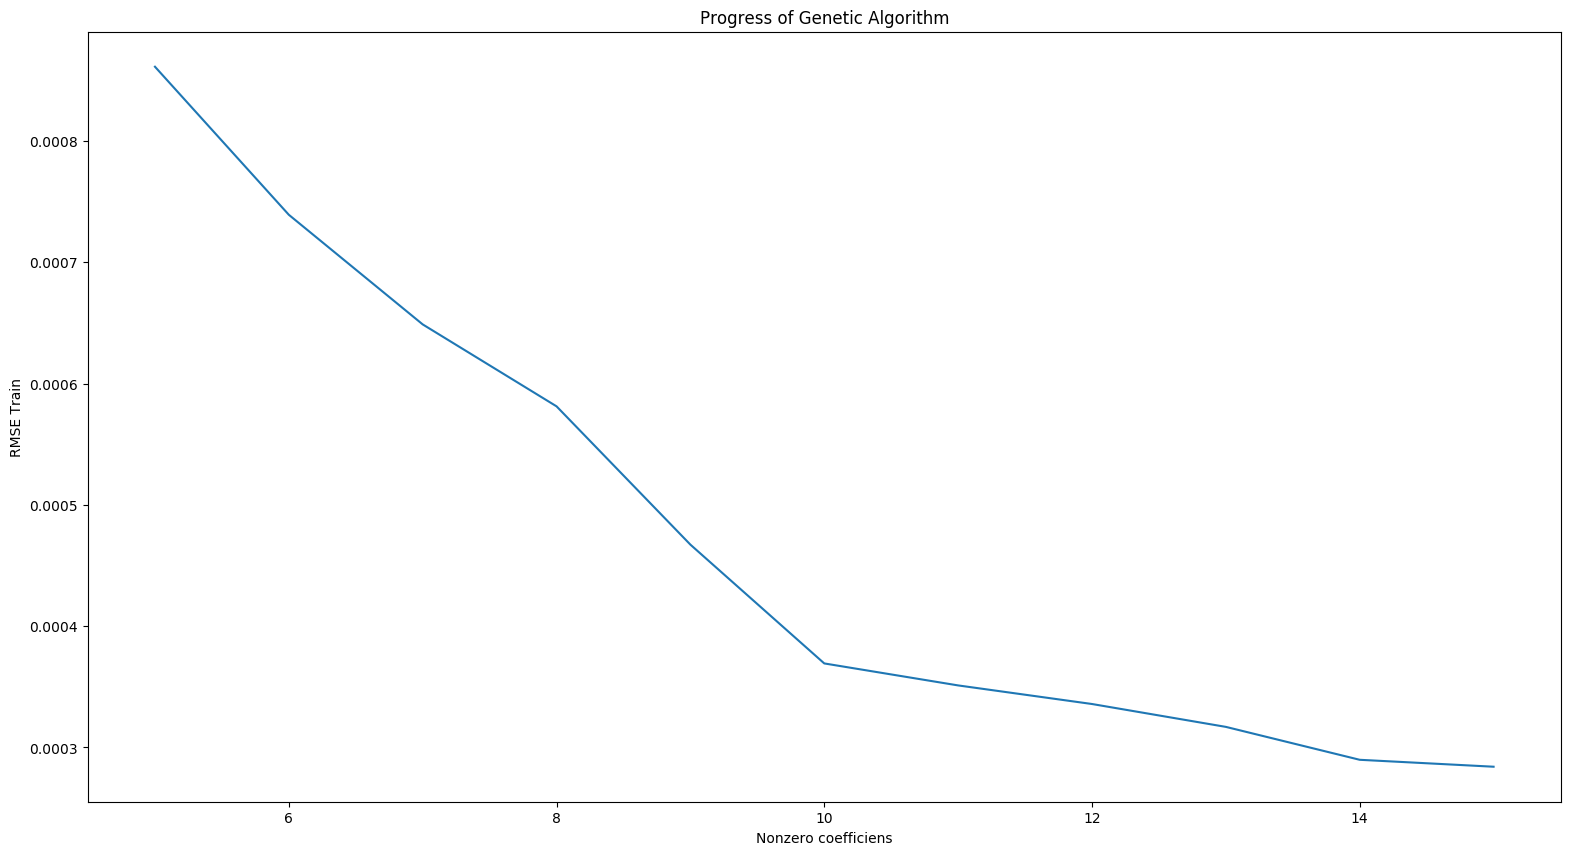 Progress of Genetic Algorithm
0.0008
0.0007
0.0006
0.0005
0.0004
0.0003
RMSE Train
6 8 10 12 14
Nonzero coefficiens